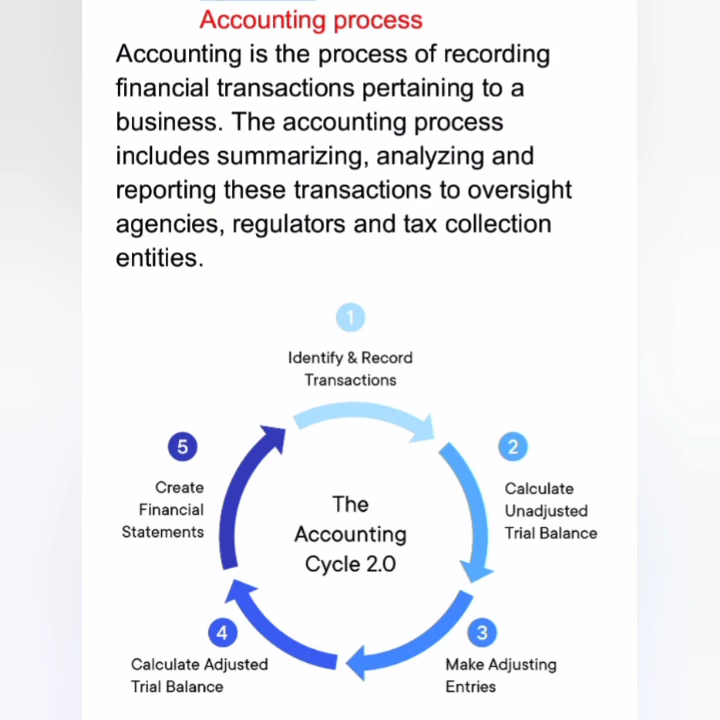 Accounting process
Accounting is the process of recording
financial transactions pertaining to a
business. The accounting process
includes summarizing, analyzing and
reporting these transactions to oversight
agencies, regulators and tax collection
entities.
1
Identify & Record
Transactions
2
Calculate
Unadjusted
Trial Balance
3
Make Adjusting
Entries
4
Calculate Adjusted
Trial Balance
5
Create
Financial
Statements
The
Accounting
Cycle 2.0